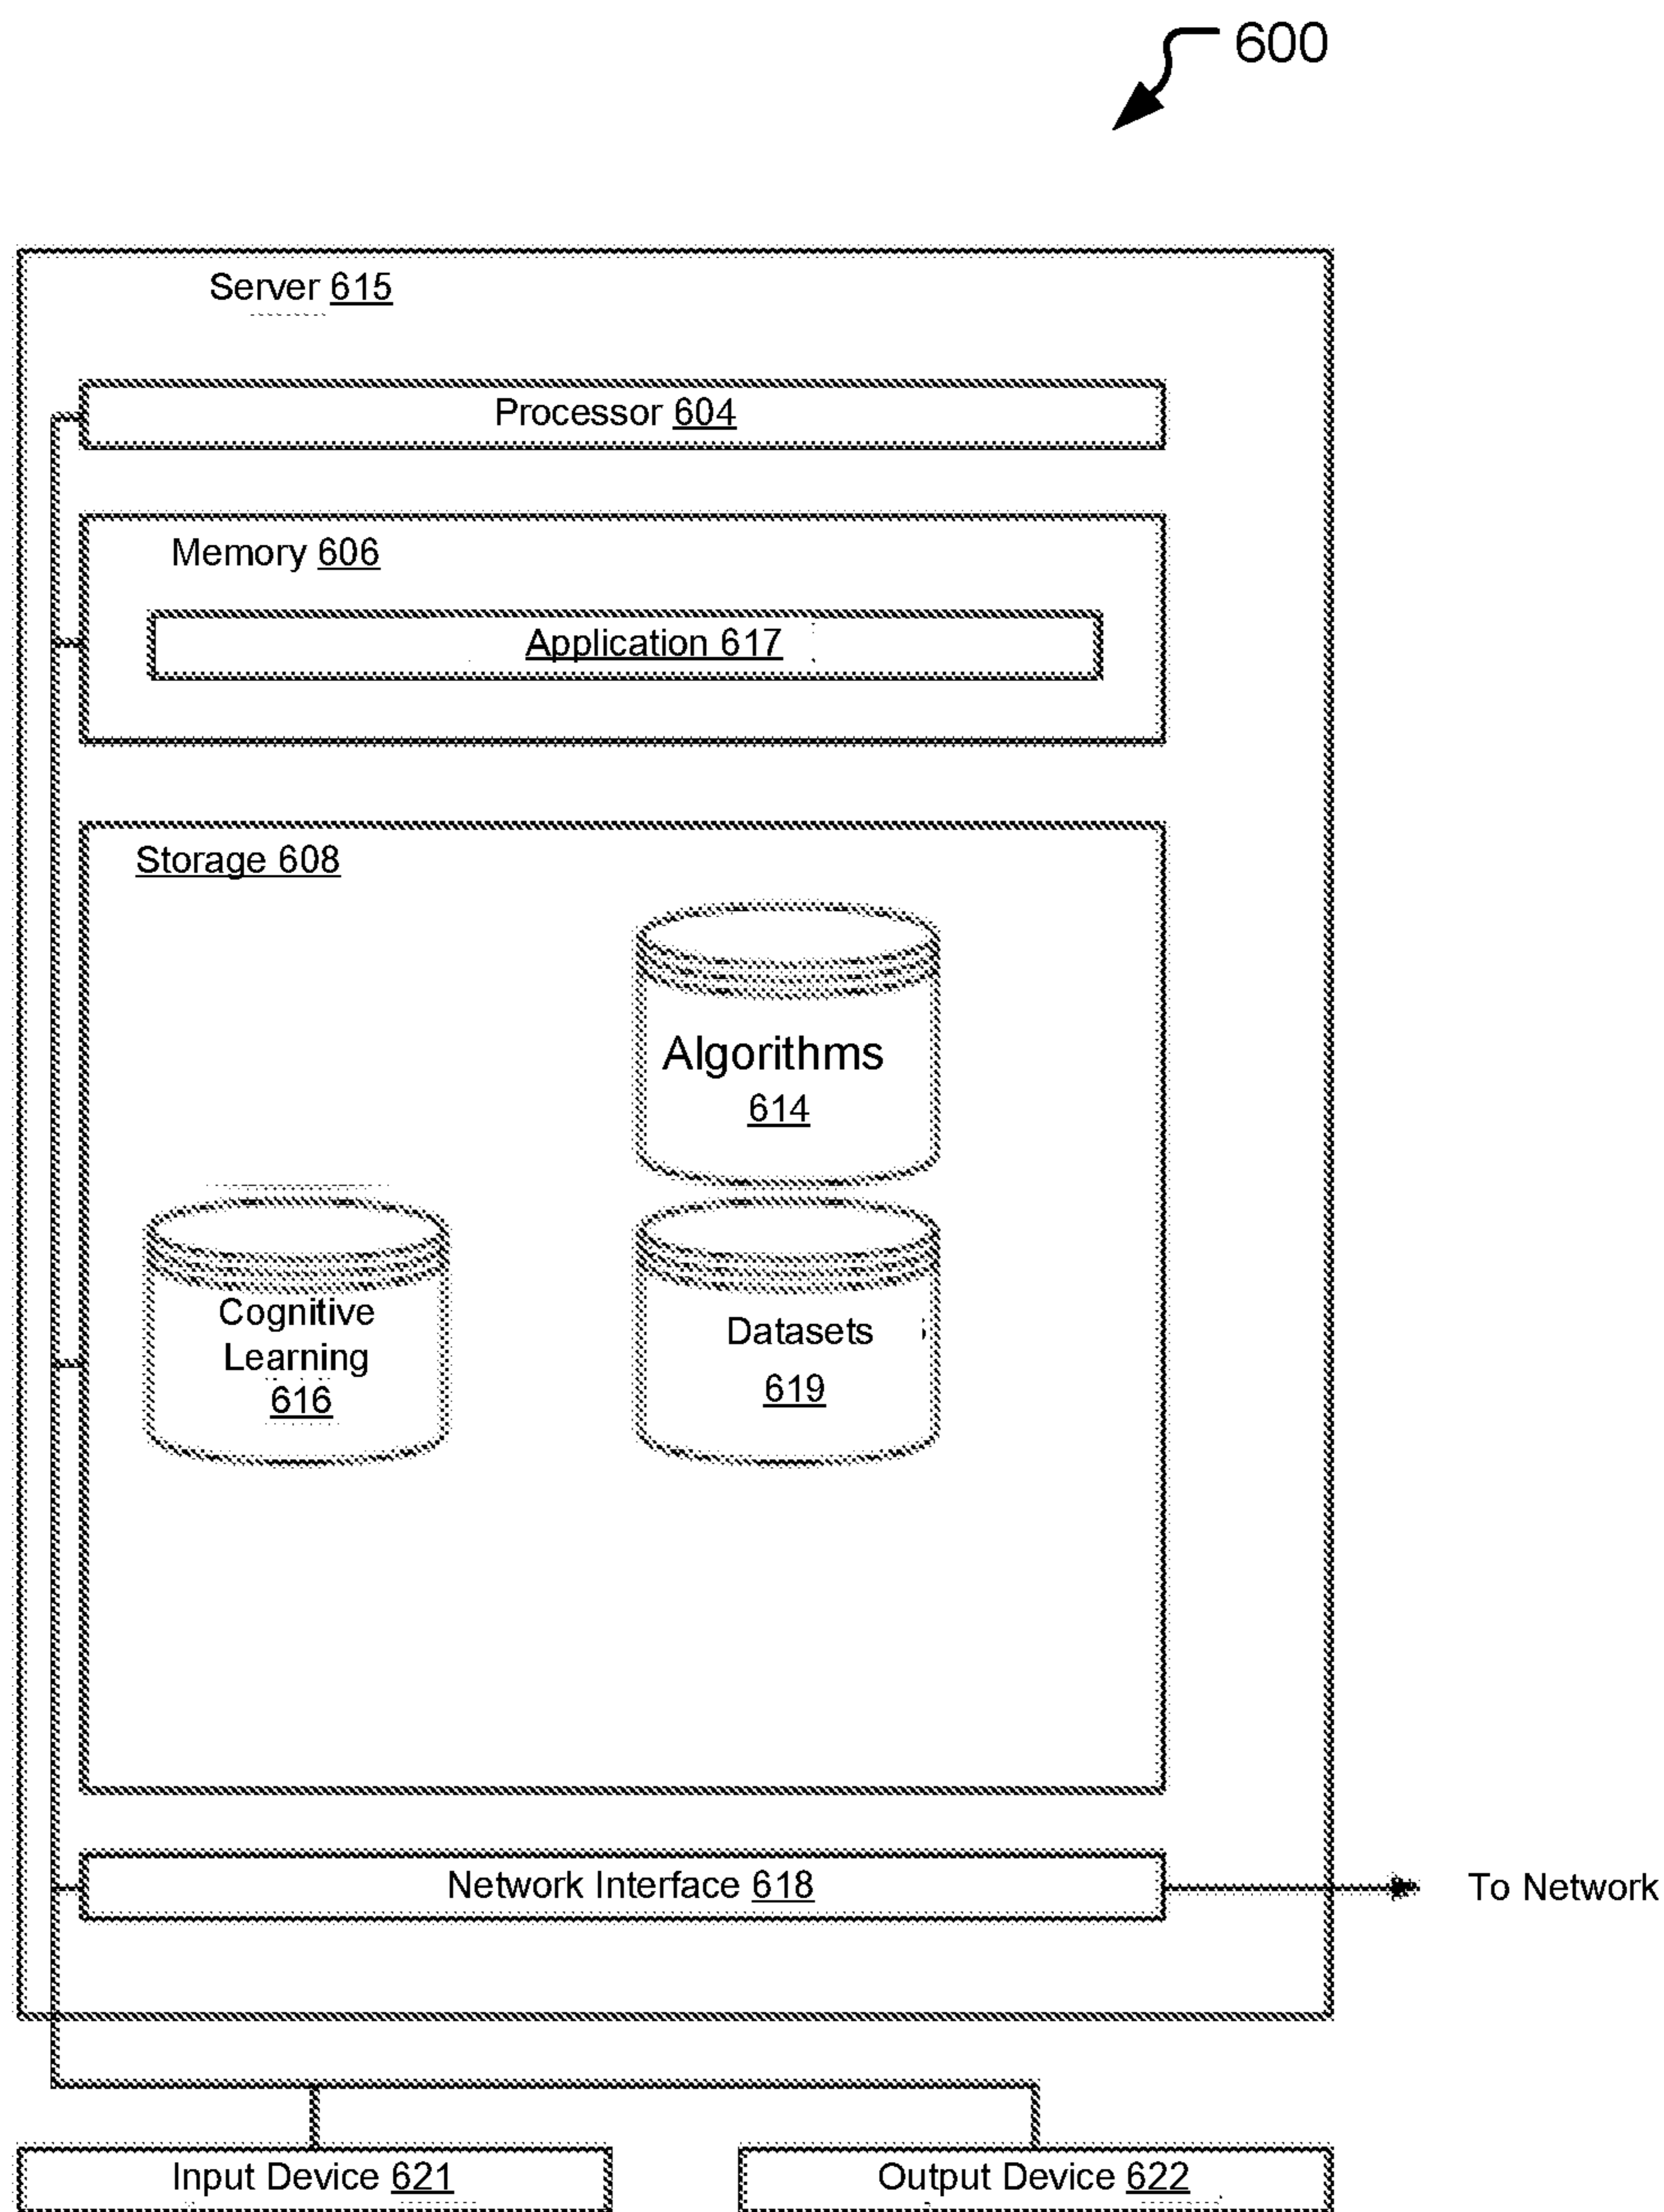 600
Server 615
Processor 604
Memory 606
Application 617
Storage 608
Algorithms
614
Cognitive
Learning
616
Datasets
619
Network Interface 618
To Network
Input Device 621
Output Device 622